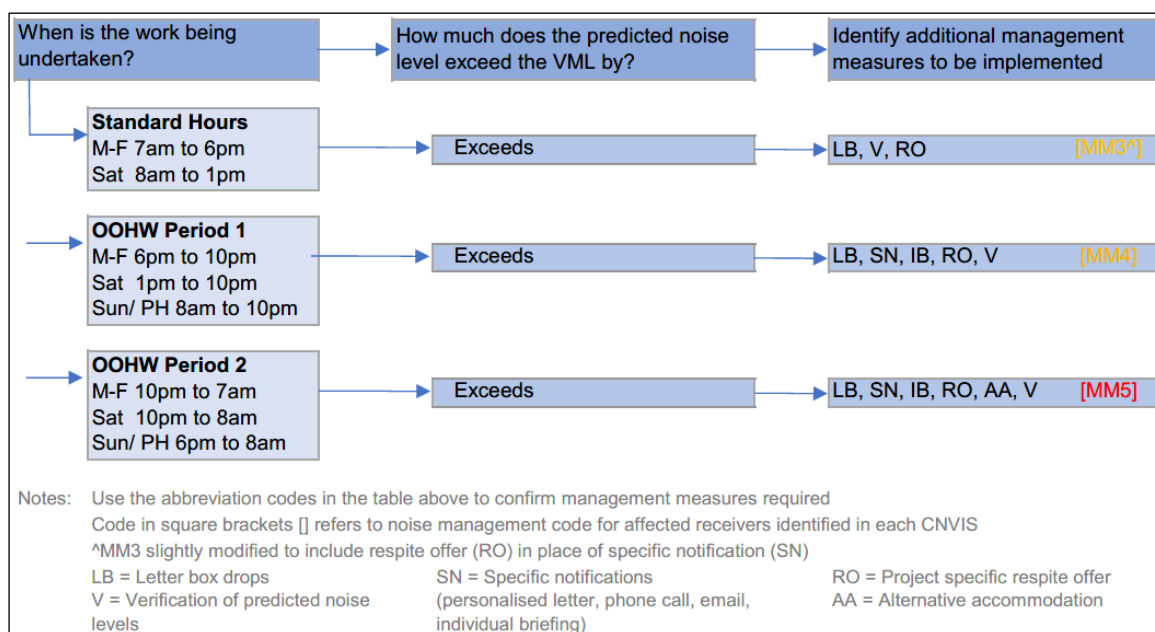 When is the work being
undertaken?
How much does the predicted noise
level exceed the VML by?
Identify additional management
measures to be implemented
Standard Hours
M-F 7am to 6pm
Sat 8am to 1pm
Exceeds
LB, V, RO [MM3^]
OOHW Period 1
M-F 6pm to 10pm
Sat 1pm to 10pm
Sun/ PH 8am to 10pm
Exceeds
LB, SN, IB, RO, V [MM4]
OOHW Period 2
M-F 10pm to 7am
Sat 10pm to 8am
Sun/ PH 6pm to 8am
Exceeds
LB, SN, IB, RO, AA, V [MM5]
Notes: Use the abbreviation codes in the table above to confirm management measures required
Code in square brackets [] refers to noise management code for affected receivers identified in each CNVIS
^MM3 slightly modified to include respite offer (RO) in place of specific notification (SN)
LB = Letter box drops
V = Verification of predicted noise
levels
SN = Specific notifications
(personalised letter, phone call, email,
individual briefing)
RO = Project specific respite offer
AA = Alternative accommodation